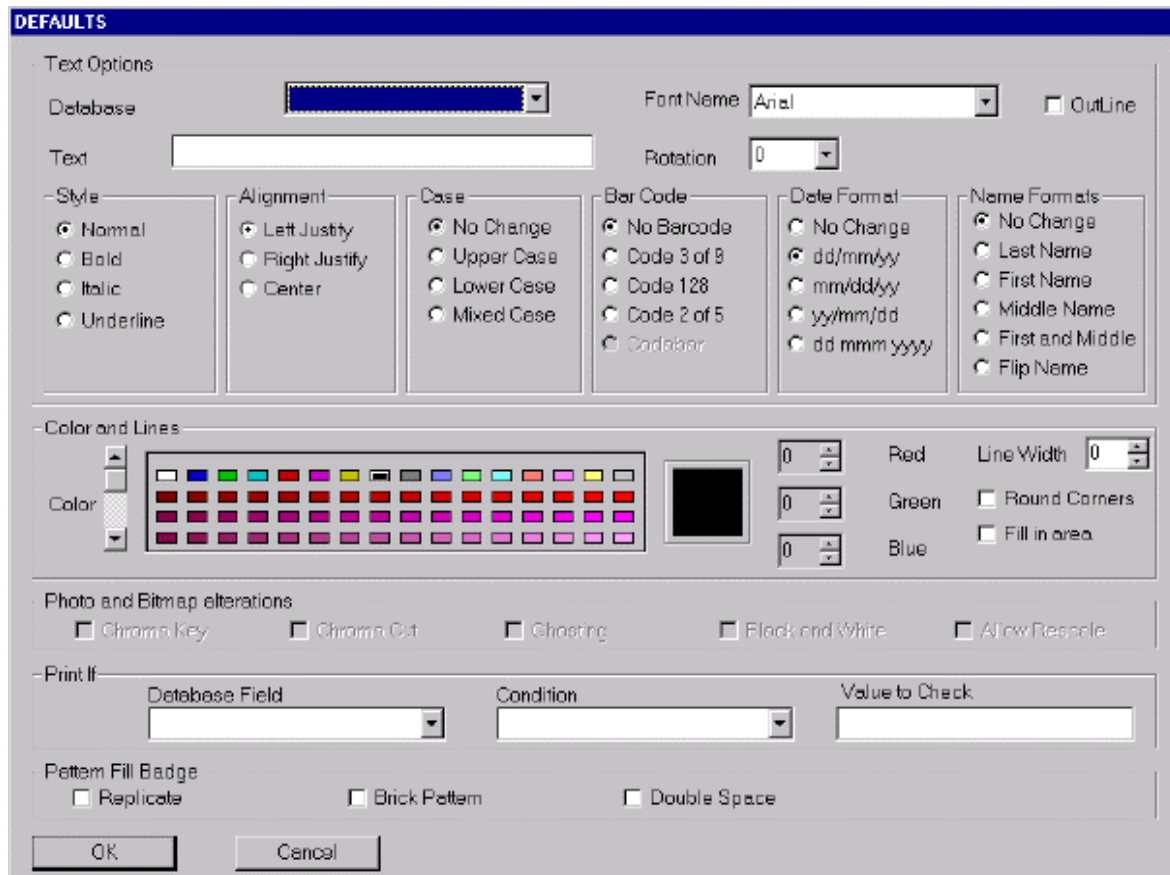 DEFAULTS
Text Options
Database
Font Name Arial
OutLine
Text
Rotation 0
Style
Normal
Bold
Italic
Underline
Alignment
Left Justify
Right Justify
Center
Case
No Change
Upper Case
Lower Case
Mixed Case
Bar Code
No Barcode
Code 3 of 9
Code 128
Code 2 of 5
Codabar
Date Format
No Change
dd/mm/yy
mm/dd/yy
yy/mm/dd
dd mmm yyyy
Name Formats
No Change
Last Name
First Name
Middle Name
First and Middle
Flip Name
Color and Lines
Color
0 Red
0 Green
0 Blue
Line Width 0
Round Corners
Fill in area
Photo and Bitmap alterations
Chroma Key
Chroma Cut
Ghosting
Black and White
Allow Rescale
Print If
Database Field
Condition
Value to Check
Pattern Fill Badge
Replicate
Brick Pattern
Double Space
OK
Cancel